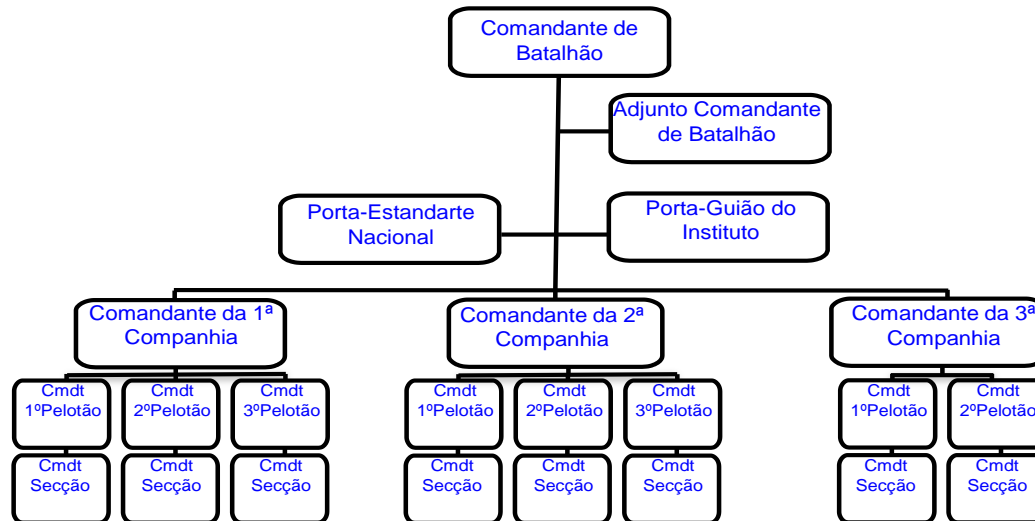 Comandante de
Batalhão
Adjunto Comandante
de Batalhão
Porta-Estandarte
Nacional
Porta-Guião do
Instituto
Comandante da 1ª
Companhia
Comandante da 2ª
Companhia
Comandante da 3ª
Companhia
Cmdt
1ºPelotão
Cmdt
2ºPelotão
Cmdt
3ºPelotão
Cmdt
1ºPelotão
Cmdt
2ºPelotão
Cmdt
3ºPelotão
Cmdt
1ºPelotão
Cmdt
2ºPelotão
Cmdt
Secção
Cmdt
Secção
Cmdt
Secção
Cmdt
Secção
Cmdt
Secção
Cmdt
Secção
Cmdt
Secção
Cmdt
Secção